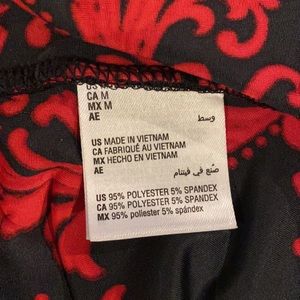 US M
CA M
MX M
AE وسط
US MADE IN VIETNAM
CA FABRIQUÉ AU VIETNAM
MX HECHO EN VIETNAM
AE صُنع في فيتنام
US 95% POLYESTER 5% SPANDEX
CA 95% POLYESTER 5% SPANDEX
MX 95% poliester 5% spándex